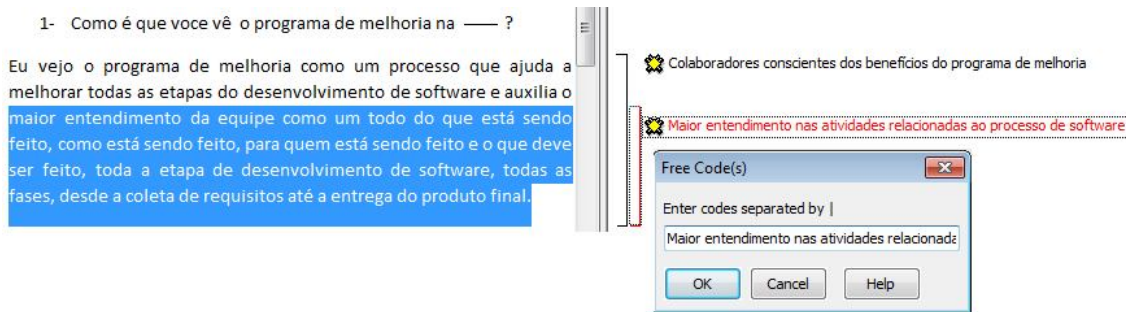 1- Como é que voce vê o programa de melhoria na —— ?
Eu vejo o programa de melhoria como um processo que ajuda a
melhorar todas as etapas do desenvolvimento de software e auxilia o
maior entendimento da equipe como um todo do que está sendo
feito, como está sendo feito, para quem está sendo feito e o que deve
ser feito, toda a etapa de desenvolvimento de software, todas as
fases, desde a coleta de requisitos até a entrega do produto final.
Colaboradores conscientes dos benefícios do programa de melhoria
Maior entendimento nas atividades relacionadas ao processo de software
Free Code(s)
Enter codes separated by |
Maior entendimento nas atividades relacionada
OK Cancel Help